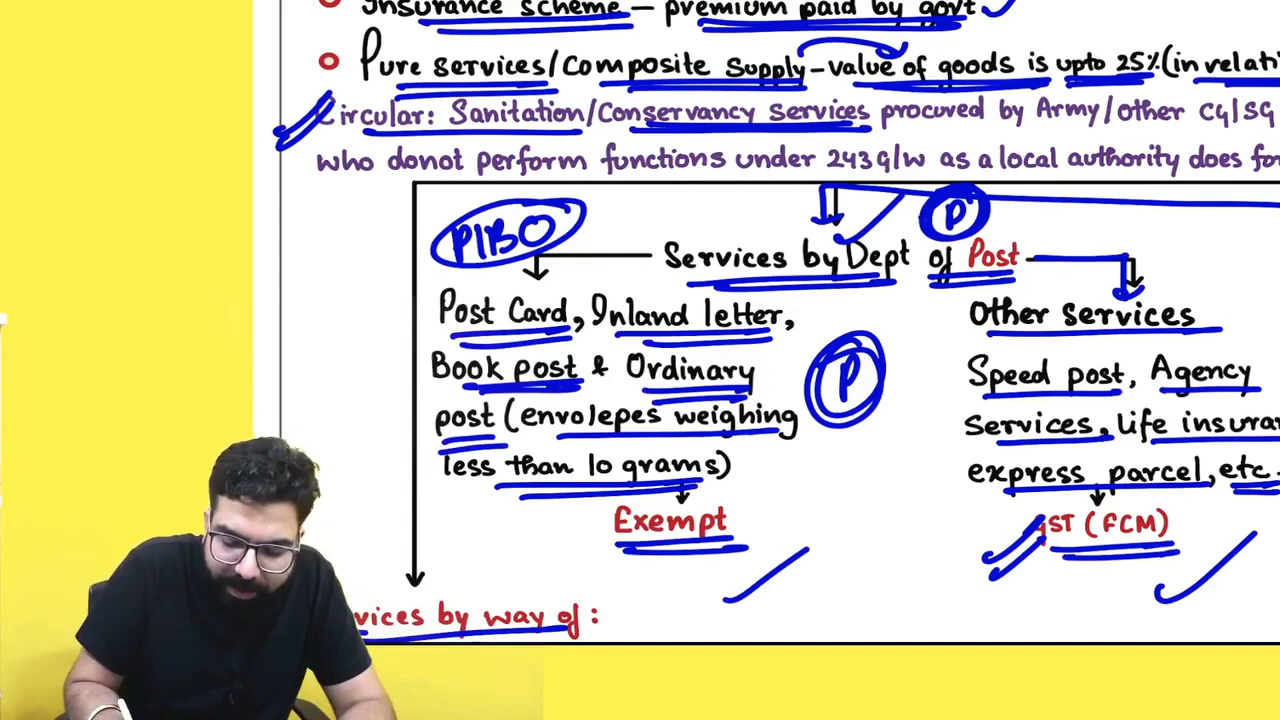 Insurance scheme – premium paid by govt
Pure services/Composite supply – value of goods is upto 25% (in relati
Circular: Sanitation/Conservancy services procured by Army/other CG/SG
who donot perform functions under 243G/W as a local authority does fo
PIBO
P
Services by Dept of Post
Post Card, Inland letter,
Book post & Ordinary
post (envolepes weighing
less than 10 grams)
Exempt
P
Other services
Speed post, Agency
Services, life insura
express parcel, etc.
GST (FCM)
vices by way of: